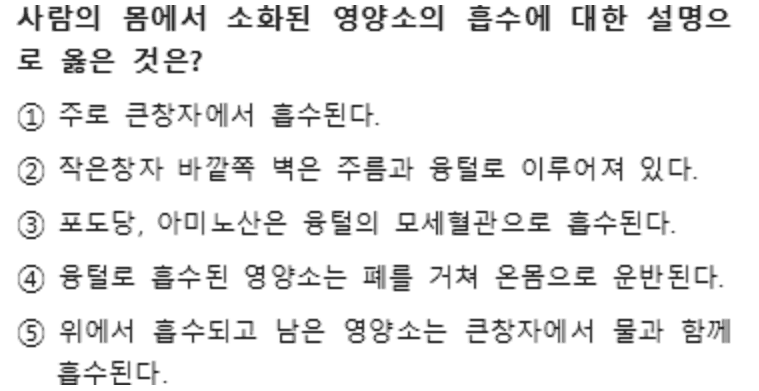 사람의 몸에서 소화된 영양소의 흡수에 대한 설명으
로 옳은 것은?
① 주로 큰창자에서 흡수된다.
② 작은창자 바깥쪽 벽은 주름과 융털로 이루어져 있다.
③ 포도당, 아미노산은 융털의 모세혈관으로 흡수된다.
④ 융털로 흡수된 영양소는 폐를 거쳐 온몸으로 운반된다.
⑤ 위에서 흡수되고 남은 영양소는 큰창자에서 물과 함께
흡수된다.